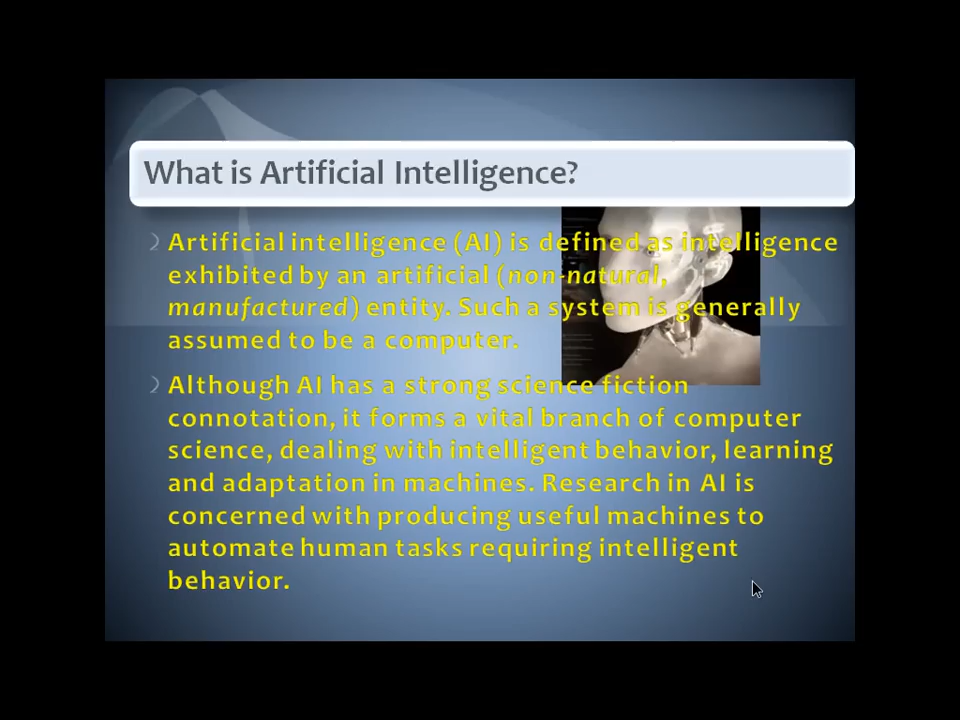 What is Artificial Intelligence?
Artificial intelligence (AI) is defined as intelligence
exhibited by an artificial (non-natural,
manufactured) entity. Such a system is generally
assumed to be a computer.
Although AI has a strong science fiction
connotation, it forms a vital branch of computer
science, dealing with intelligent behavior, learning
and adaptation in machines. Research in AI is
concerned with producing useful machines to
automate human tasks requiring intelligent
behavior.